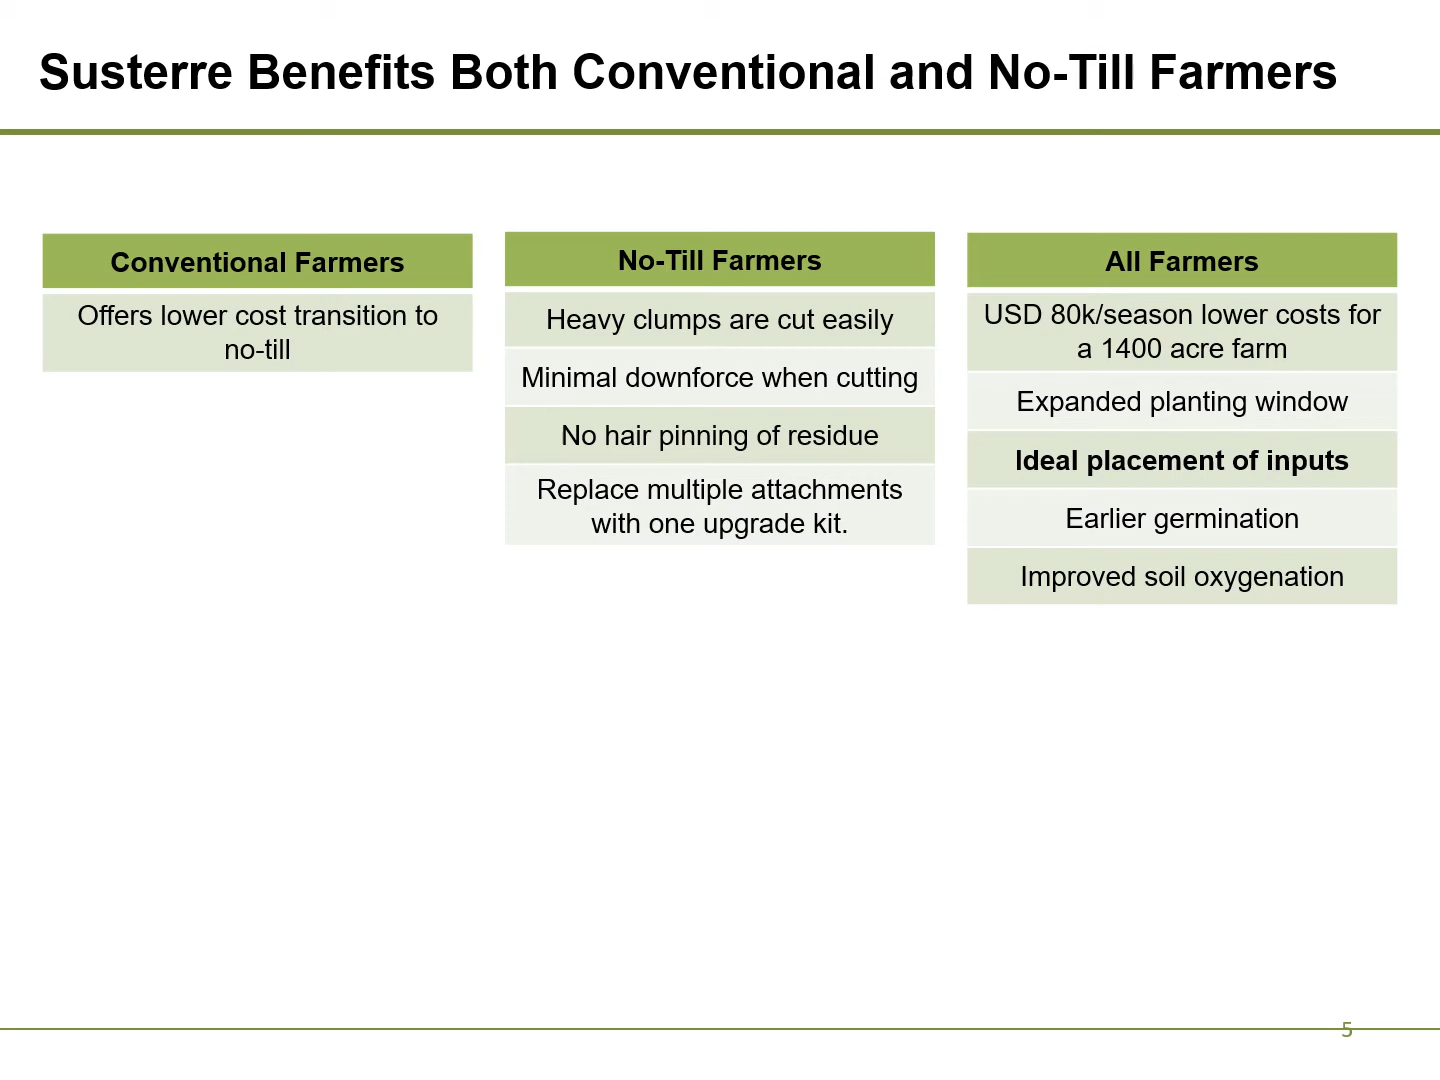 Susterre Benefits Both Conventional and No-Till Farmers
Conventional Farmers
Offers lower cost transition to
no-till
No-Till Farmers
Heavy clumps are cut easily
Minimal downforce when cutting
No hair pinning of residue
Replace multiple attachments
with one upgrade kit.
All Farmers
USD 80k/season lower costs for
a 1400 acre farm
Expanded planting window
Ideal placement of inputs
Earlier germination
Improved soil oxygenation
5